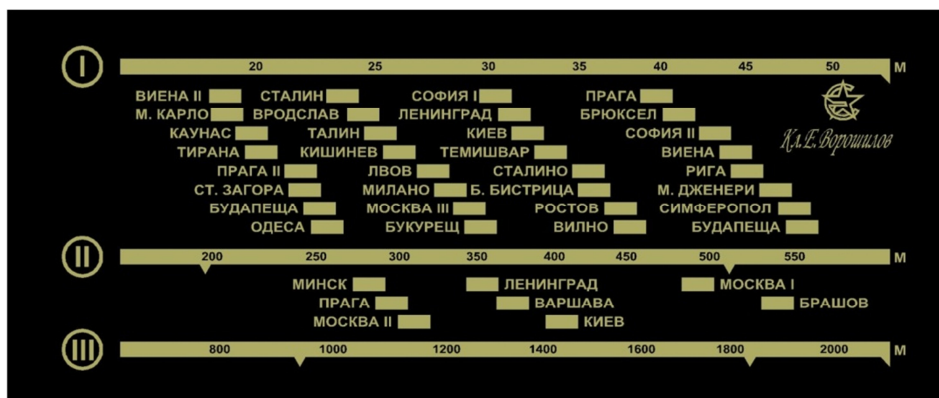 I 20 25 30 35 40 45 50 М
ВИЕНА II СТАЛИН СОФИЯ I ПРАГА
М. КАРЛО ВРОДСЛАВ ЛЕНИНГРАД БРЮКСЕЛ
КАУНАС ТАЛИН КИЕВ СОФИЯ II
Кл.Е.Ворошилов
ТИРАНА КИШИНЕВ ТЕМИШВАР ВИЕНА
ПРАГА II ЛВОВ СТАЛИНО РИГА
СТ. ЗАГОРА МИЛАНО Б. БИСТРИЦА М. ДЖЕНЕРИ
БУДАПЕЩА МОСКВА III РОСТОВ СИМФЕРОПОЛ
ОДЕСА БУКУРЕЩ ВИЛНО БУДАПЕЩА
II 200 250 300 350 400 450 500 550 М
МИНСК ЛЕНИНГРАД МОСКВА I
ПРАГА ВАРШАВА БРАШОВ
МОСКВА II КИЕВ
III 800 1000 1200 1400 1600 1800 2000 М